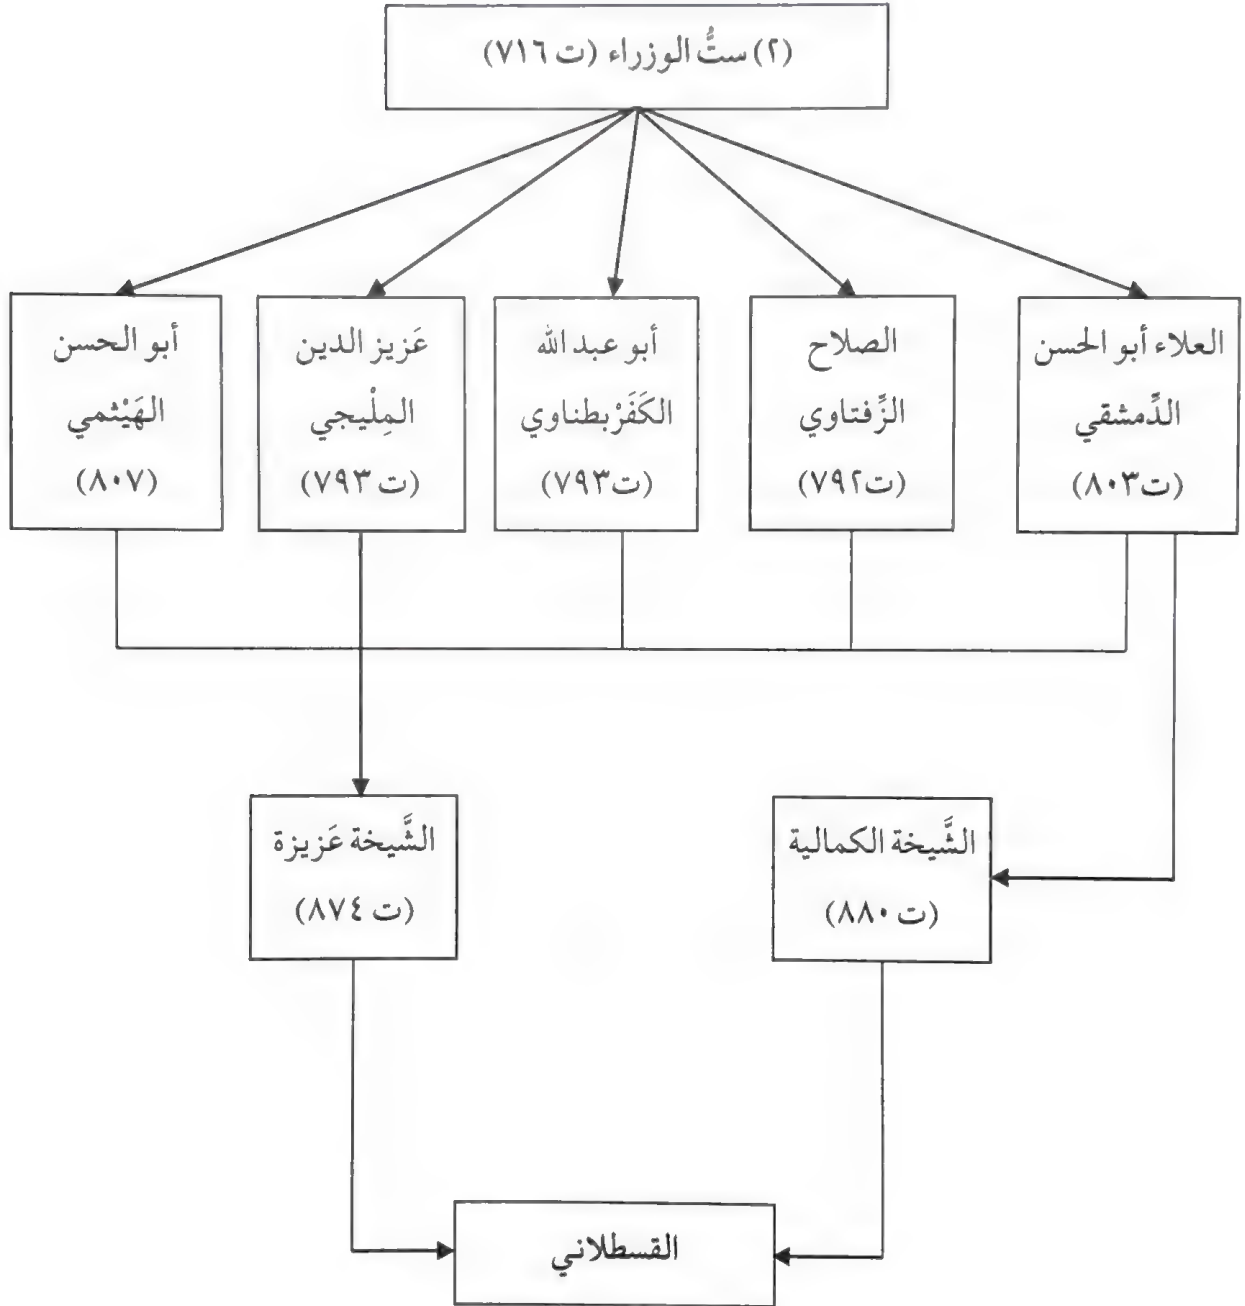 (٢) ستُّ الوزراء (ت ٧١٦)
العلاء أبو الحسن
الدِّمشقي
(ت٨٠٣)
الصلاح
الزِّفتاوي
(ت٧٩٢)
أبو عبد الله
الكَفَرْبطناوي
(ت٧٩٣)
عَزيز الدين
المِلْيجي
(ت ٧٩٣)
أبو الحسن
الهَيْثمي
(٨٠٧)
الشَّيخة الكمالية
(ت ٨٨٠)
الشَّيخة عَزيزة
(ت ٨٧٤)
القسطلاني